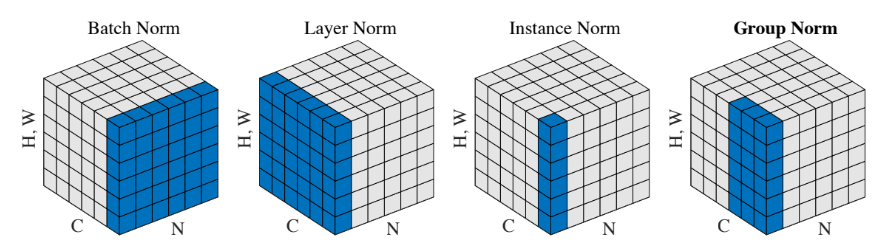 Batch Norm
Layer Norm
Instance Norm
Group Norm
H, W
C
N
H, W
C
N
H, W
C
N
H, W
C
N